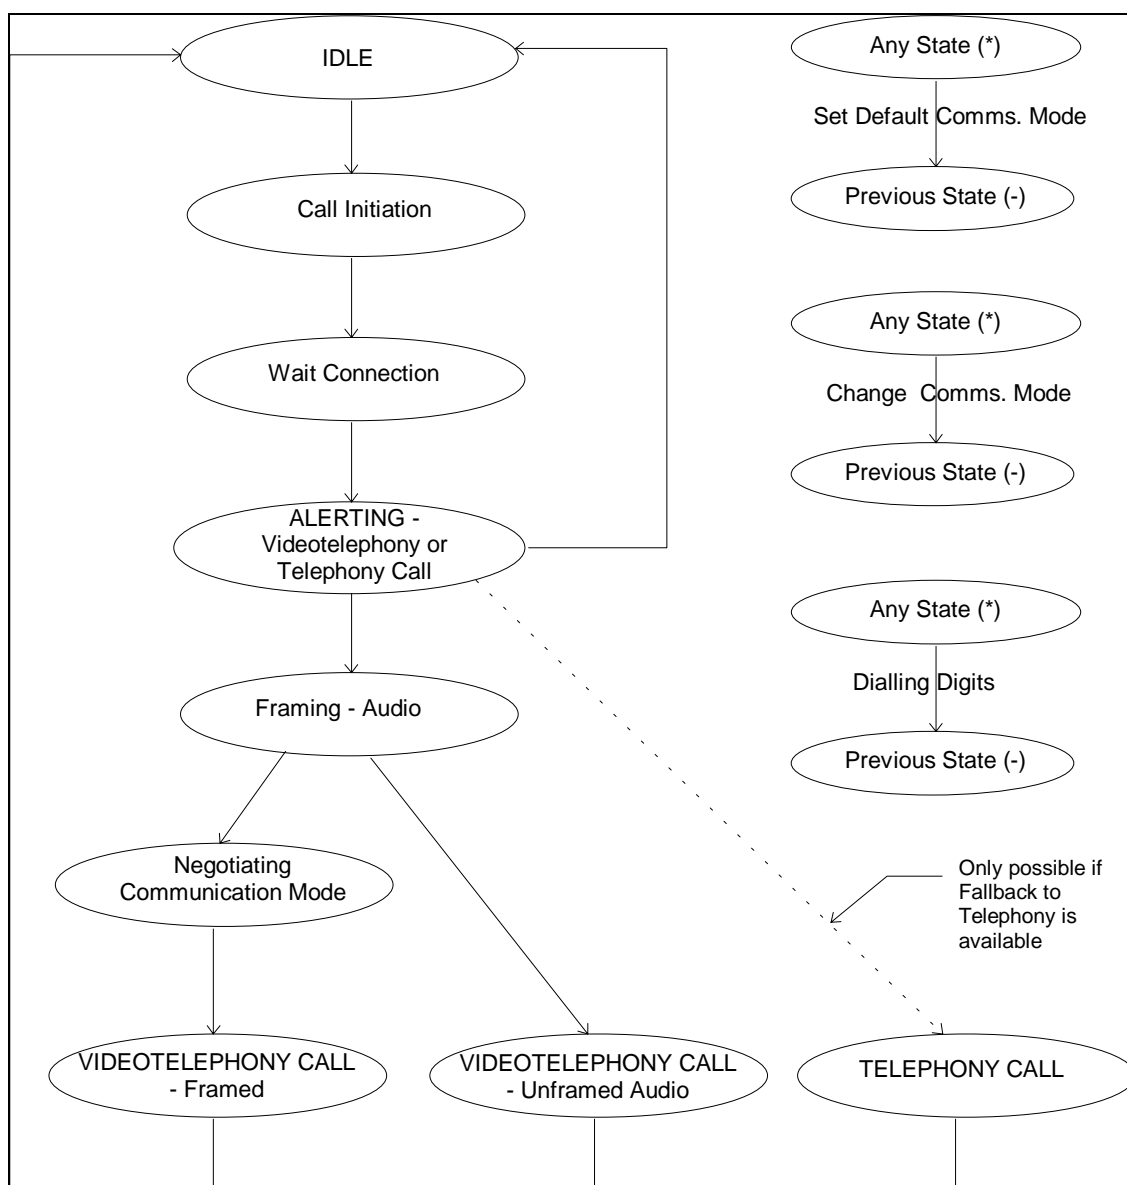 IDLE
Call Initiation
Wait Connection
ALERTING -
Videotelephony or
Telephony Call
Framing - Audio
Negotiating
Communication Mode
VIDEOTELEPHONY CALL
- Framed
VIDEOTELEPHONY CALL
- Unframed Audio
TELEPHONY CALL
Only possible if
Fallback to
Telephony is
available
Any State (*)
Set Default Comms. Mode
Previous State (-)
Any State (*)
Change Comms. Mode
Previous State (-)
Any State (*)
Dialling Digits
Previous State (-)